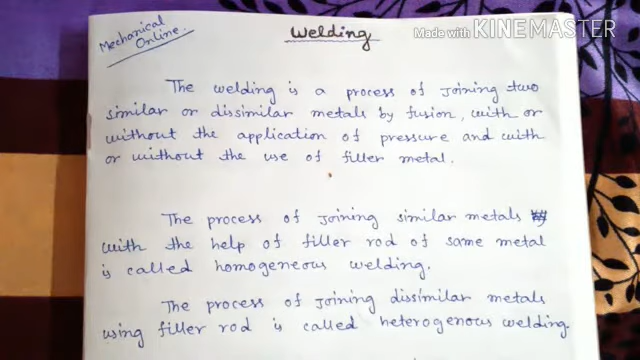 Mechanical
Online.
Welding
Made with KINEMASTER
The welding is a process of joining two
similar or dissimilar metals by fusion, with or
without the application of pressure and with
or without the use of filler metal.
The process of joining similar metals
with the help of filler rod of same metal
is called homogeneous welding.
The process of joining dissimilar metals
using filler rod is called heterogenous welding.